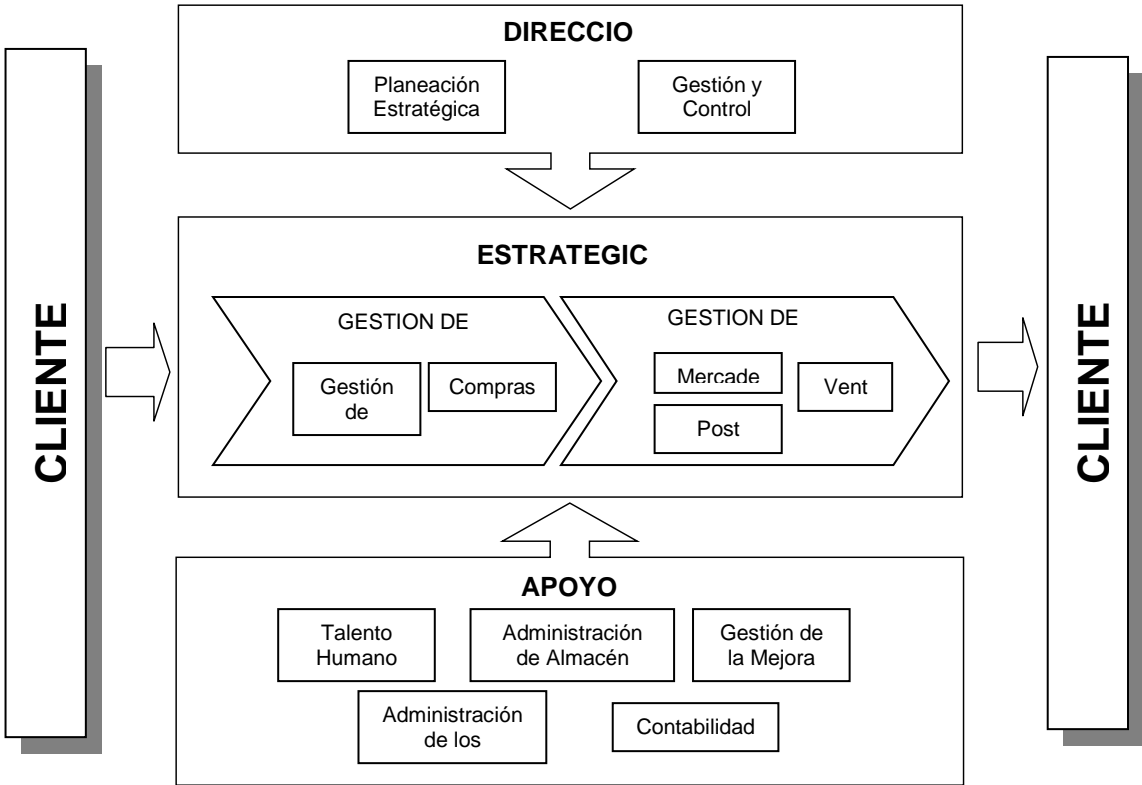 DIRECCIO
Planeación
Estratégica
Gestión y
Control
CLIENTE
ESTRATEGIC
GESTION DE
Gestión
de
Compras
GESTION DE
Mercade
Post
Vent
CLIENTE
APOYO
Talento
Humano
Administración
de Almacén
Gestión de
la Mejora
Administración
de los
Contabilidad